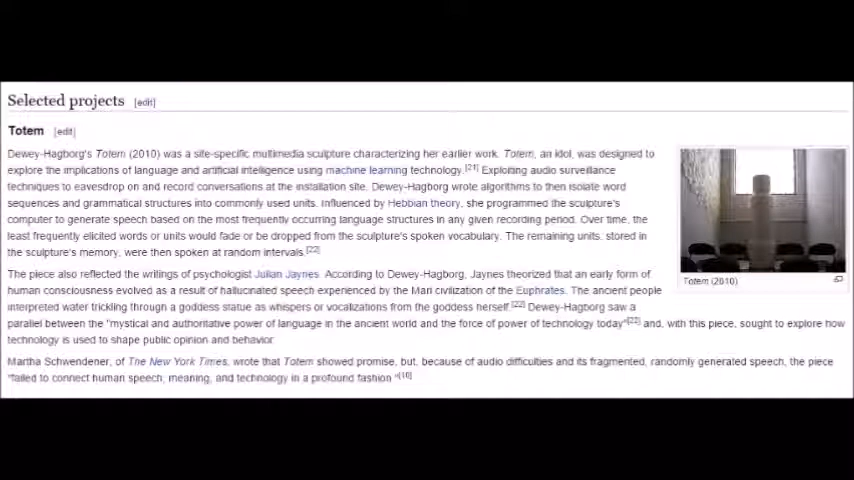 Selected projects [edit]
Totem [edit]
Dewey-Hagborg's Totem (2010) was a site-specific multimedia sculpture characterizing her earlier work. Totem, an idol, was designed to
explore the implications of language and artificial intelligence using machine learning technology.[21] Exploiting audio surveillance
techniques to eavesdrop on and record conversations at the installation site, Dewey-Hagborg wrote algorithms to then isolate word
sequences and grammatical structures into commonly used units. Influenced by Hebbian theory, she programmed the sculpture's
computer to generate speech based on the most frequently occurring language structures in any given recording period. Over time, the
least frequently elicited words or units would fade or be dropped from the sculpture's spoken vocabulary. The remaining units, stored in
the sculpture's memory, were then spoken at random intervals.[22]
The piece also reflected the writings of psychologist Julian Jaynes. According to Dewey-Hagborg, Jaynes theorized that an early form of
human consciousness evolved as a result of hallucinated speech experienced by the Mari civilization of the Euphrates. The ancient people
interpreted water trickling through a goddess statue as whispers or vocalizations from the goddess herself.[22] Dewey-Hagborg saw a
parallel between the "mystical and authoritative power of language in the ancient world and the force of power of technology today"[22] and, with this piece, sought to explore how
technology is used to shape public opinion and behavior.
Martha Schwendener, of The New York Times, wrote that Totem showed promise, but, because of audio difficulties and its fragmented, randomly generated speech, the piece
"failed to connect human speech, meaning, and technology in a profound fashion."[16]
Totem (2010)